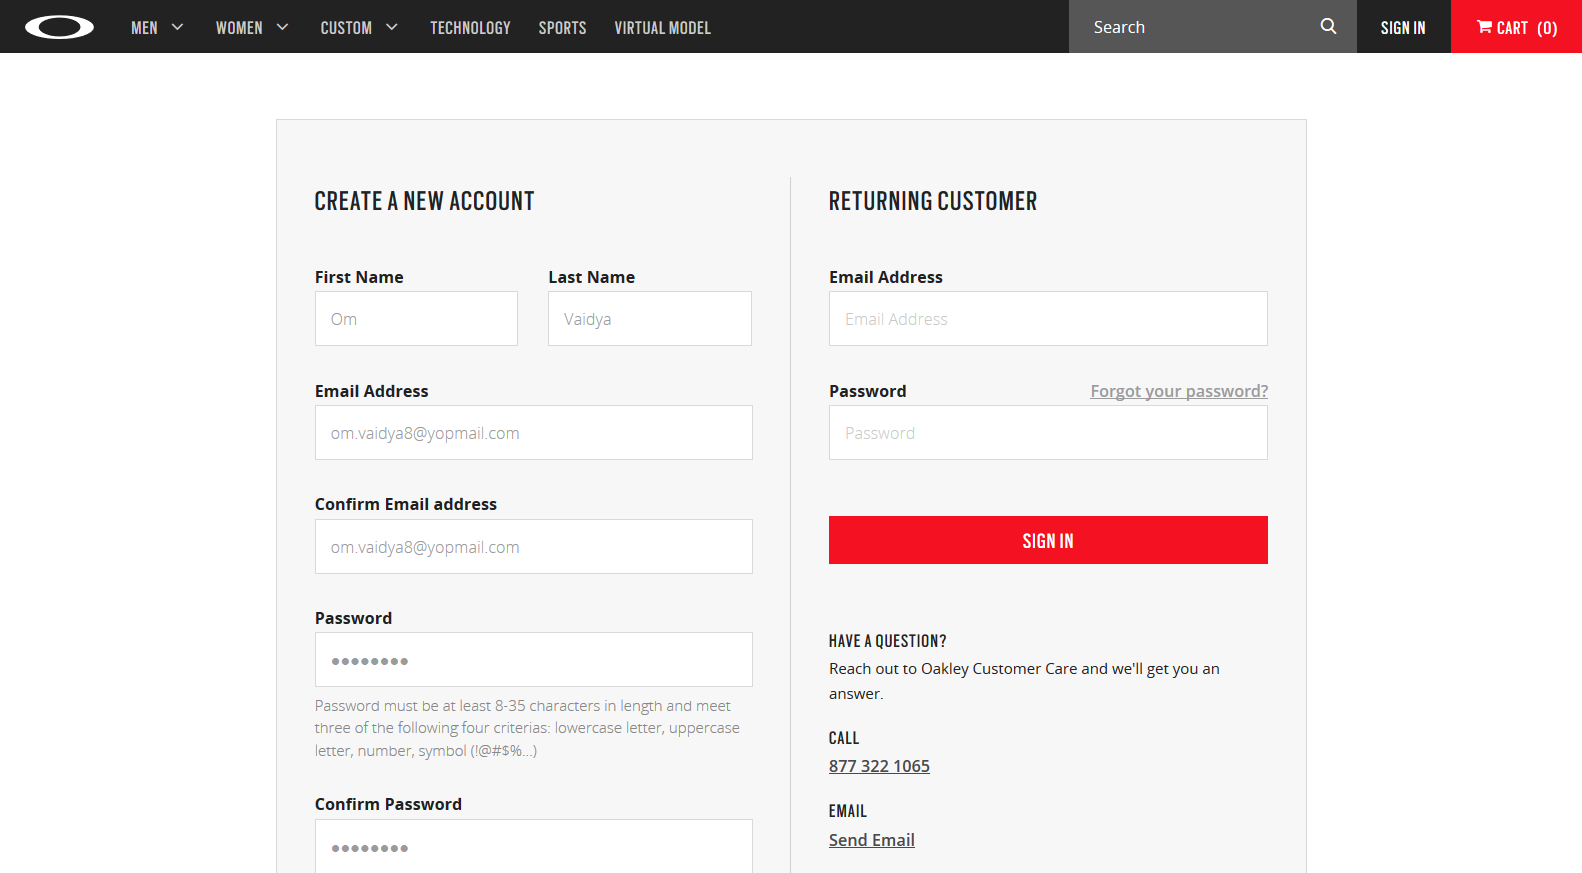 MEN WOMEN CUSTOM TECHNOLOGY SPORTS VIRTUAL MODEL Search SIGN IN CART (0)
CREATE A NEW ACCOUNT
First Name Last Name
Om Vaidya
Email Address
om.vaidya8@yopmail.com
Confirm Email address
om.vaidya8@yopmail.com
Password
●●●●●●●●
Password must be at least 8-35 characters in length and meet
three of the following four criterias: lowercase letter, uppercase
letter, number, symbol (!@#$%...)
Confirm Password
●●●●●●●●
RETURNING CUSTOMER
Email Address
Email Address
Password Forgot your password?
Password
SIGN IN
HAVE A QUESTION?
Reach out to Oakley Customer Care and we'll get you an
answer.
CALL
877 322 1065
EMAIL
Send Email